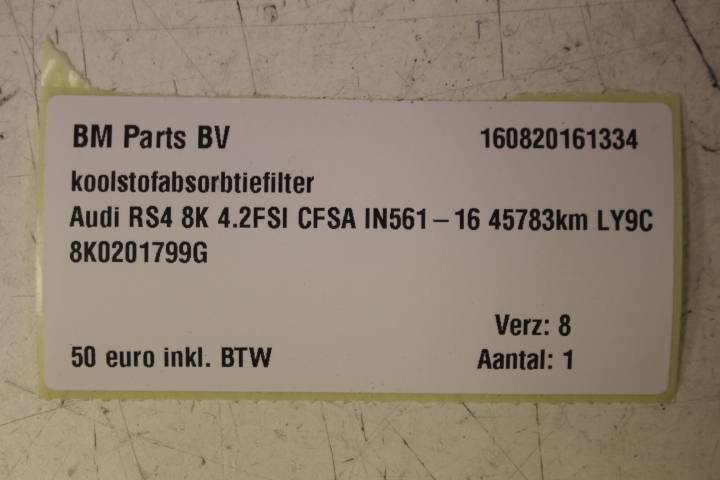 BM Parts BV 160820161334
koolstofabsorbtiefilter
Audi RS4 8K 4.2FSI CFSA IN561 – 16 45783km LY9C
8K0201799G
Verz: 8
50 euro inkl. BTW Aantal: 1